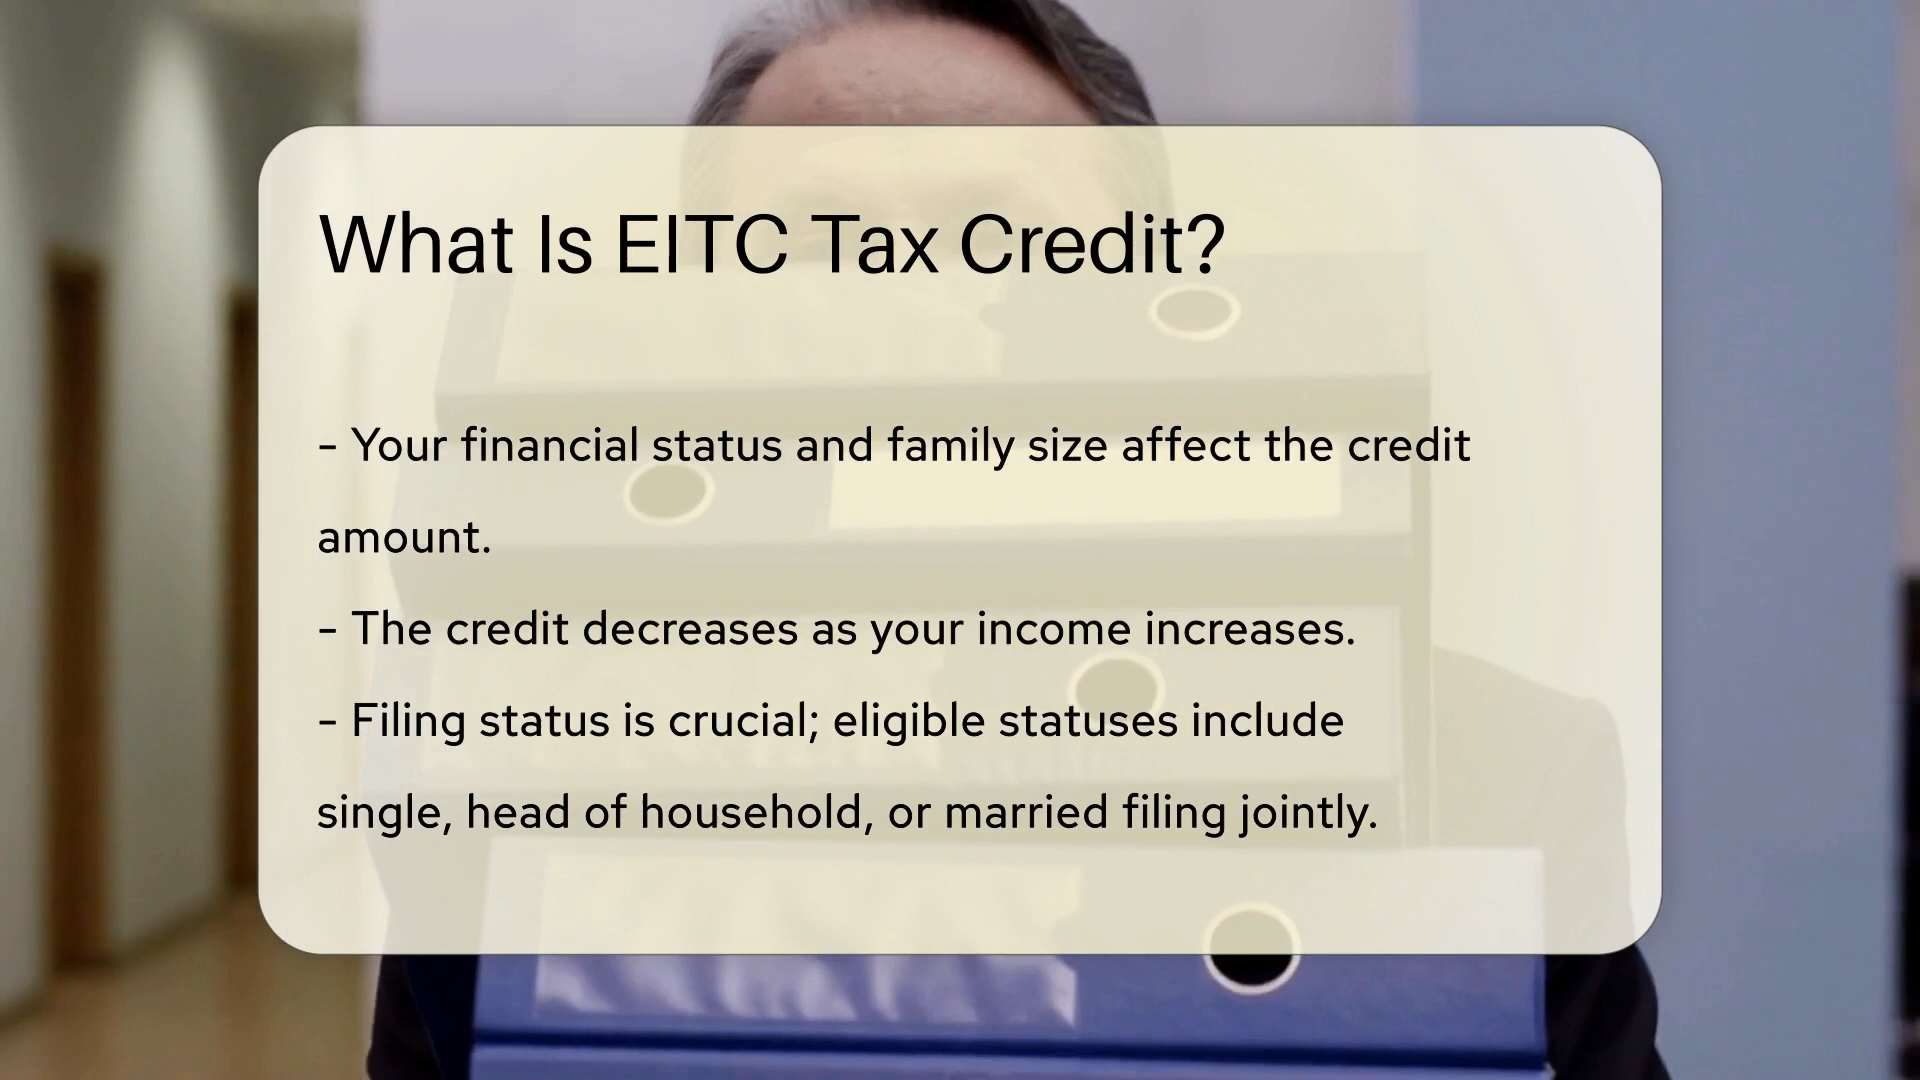 What Is EITC Tax Credit?
- Your financial status and family size affect the credit
amount.
- The credit decreases as your income increases.
- Filing status is crucial; eligible statuses include
single, head of household, or married filing jointly.